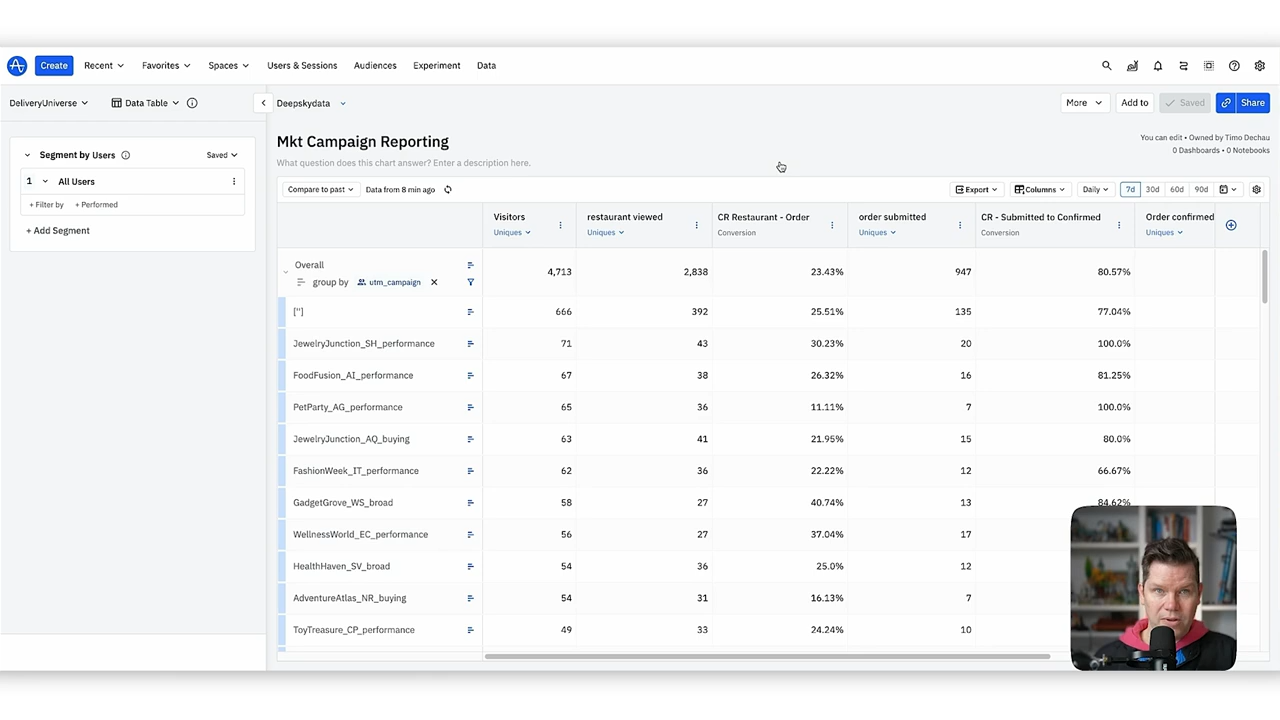 Create Recent Favorites Spaces Users & Sessions Audiences Experiment Data
DeliveryUniverse Data Table Deepskydata More Add to Saved Share
Mkt Campaign Reporting
What question does this chart answer? Enter a description here.
You can edit • Owned by Timo Dechau
0 Dashboards • 0 Notebooks
Segment by Users Saved
1 All Users
+ Filter by + Performed
+ Add Segment
Compare to past Data from 8 min ago Export Columns Daily 7d 30d 60d 90d
Visitors restaurant viewed CR Restaurant - Order order submitted CR - Submitted to Confirmed Order confirmed
Uniques Uniques Conversion Uniques Conversion Uniques
Overall 4,713 2,838 23.43% 947 80.57%
group by utm_campaign
[''] 666 392 25.51% 135 77.04%
JewelryJunction_SH_performance 71 43 30.23% 20 100.0%
FoodFusion_AI_performance 67 38 26.32% 16 81.25%
PetParty_AG_performance 65 36 11.11% 7 100.0%
JewelryJunction_AQ_buying 63 41 21.95% 15 80.0%
FashionWeek_IT_performance 62 36 22.22% 12 66.67%
GadgetGrove_WS_broad 58 27 40.74% 13 84.62%
WellnessWorld_EC_performance 56 27 37.04% 17
HealthHaven_SV_broad 54 36 25.0% 12
AdventureAtlas_NR_buying 54 31 16.13% 7
ToyTreasure_CP_performance 49 33 24.24% 10